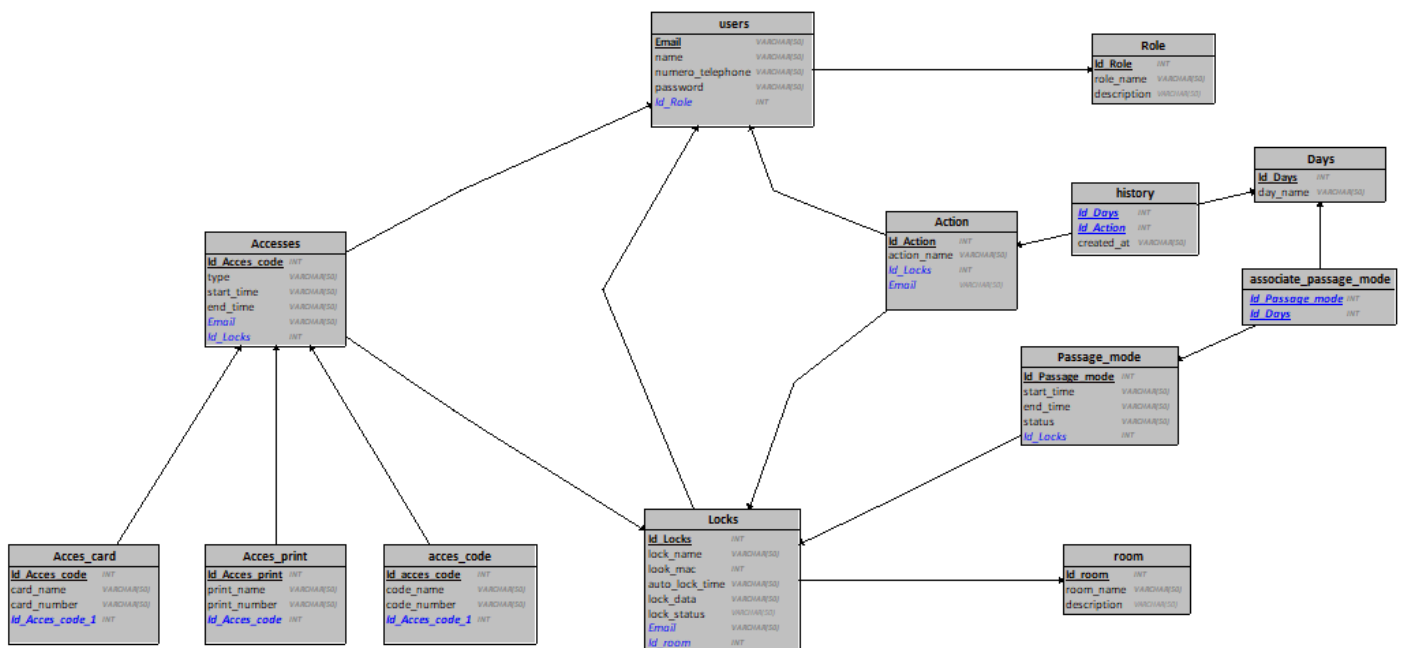 users
Email VARCHAR(50)
name VARCHAR(50)
numero_telephone VARCHAR(50)
password VARCHAR(50)
Id_Role INT
Role
Id_Role INT
role_name VARCHAR(50)
description VARCHAR(50)
Days
Id_Days INT
day_name VARCHAR(50)
history
Id_Days INT
Id_Action INT
created_at VARCHAR(50)
Action
Id_Action INT
action_name VARCHAR(50)
Id_Locks INT
Email VARCHAR(50)
Accesses
Id_Acces_code INT
type VARCHAR(50)
start_time VARCHAR(50)
end_time VARCHAR(50)
Email VARCHAR(50)
Id_Locks INT
associate_passage_mode
Id_Passage_mode INT
Id_Days INT
Passage_mode
Id_Passage_mode INT
start_time VARCHAR(50)
end_time VARCHAR(50)
status VARCHAR(50)
Id_Locks INT
Locks
Id_Locks INT
lock_name VARCHAR(50)
look_mac INT
auto_lock_time VARCHAR(50)
lock_data VARCHAR(50)
lock_status VARCHAR(50)
Email VARCHAR(50)
Id_room INT
Acces_card
Id_Acces_code INT
card_name VARCHAR(50)
card_number VARCHAR(50)
Id_Acces_code_1 INT
Acces_print
Id_Acces_print INT
print_name VARCHAR(50)
print_number VARCHAR(50)
Id_Acces_code INT
acces_code
Id_acces_code INT
code_name VARCHAR(50)
code_number VARCHAR(50)
Id_Acces_code_1 INT
room
Id_room INT
room_name VARCHAR(50)
description VARCHAR(50)